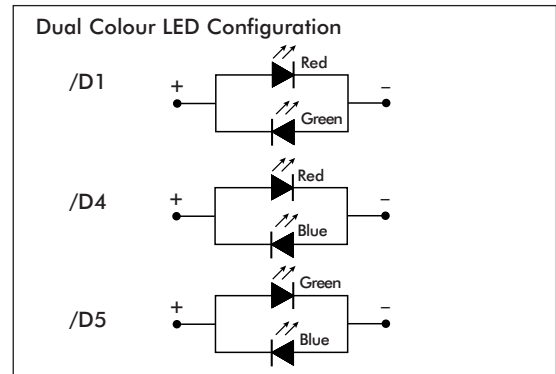 Dual Colour LED Configuration
Red
/D1
+ –
Green
Red
/D4
+ –
Blue
Green
/D5
+ –
Blue